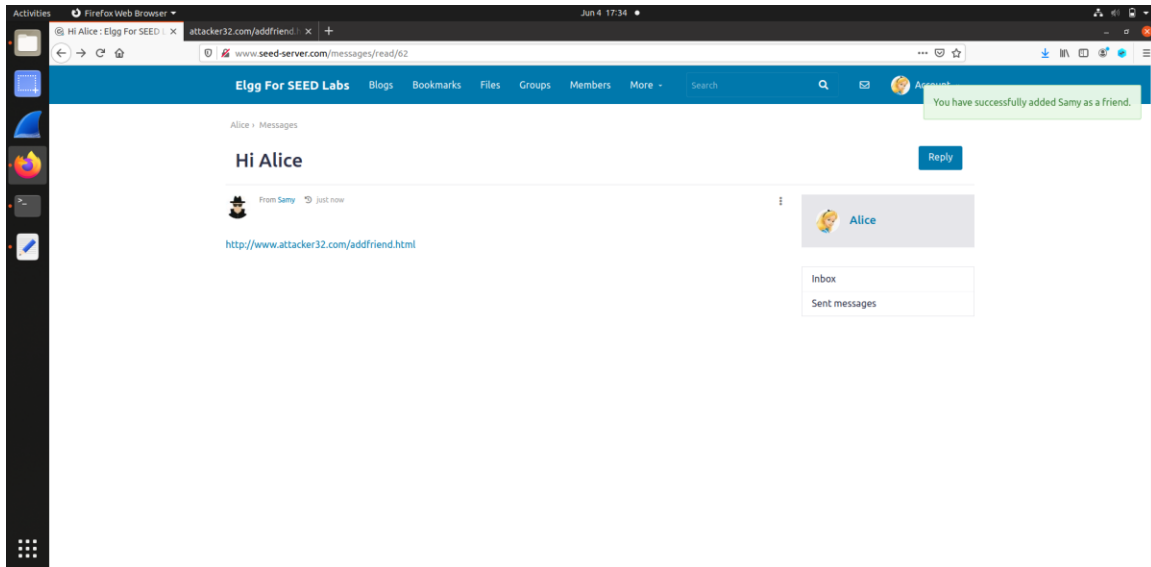 Activities Firefox Web Browser Jun 4 17:34
Hi Alice : Elgg For SEED L attacker32.com/addfriend.
www.seed-server.com/messages/read/62
Elgg For SEED Labs Blogs Bookmarks Files Groups Members More Search Account
You have successfully added Samy as a friend.
Alice › Messages
Hi Alice
Reply
From Samy just now
Alice
http://www.attacker32.com/addfriend.html
Inbox
Sent messages